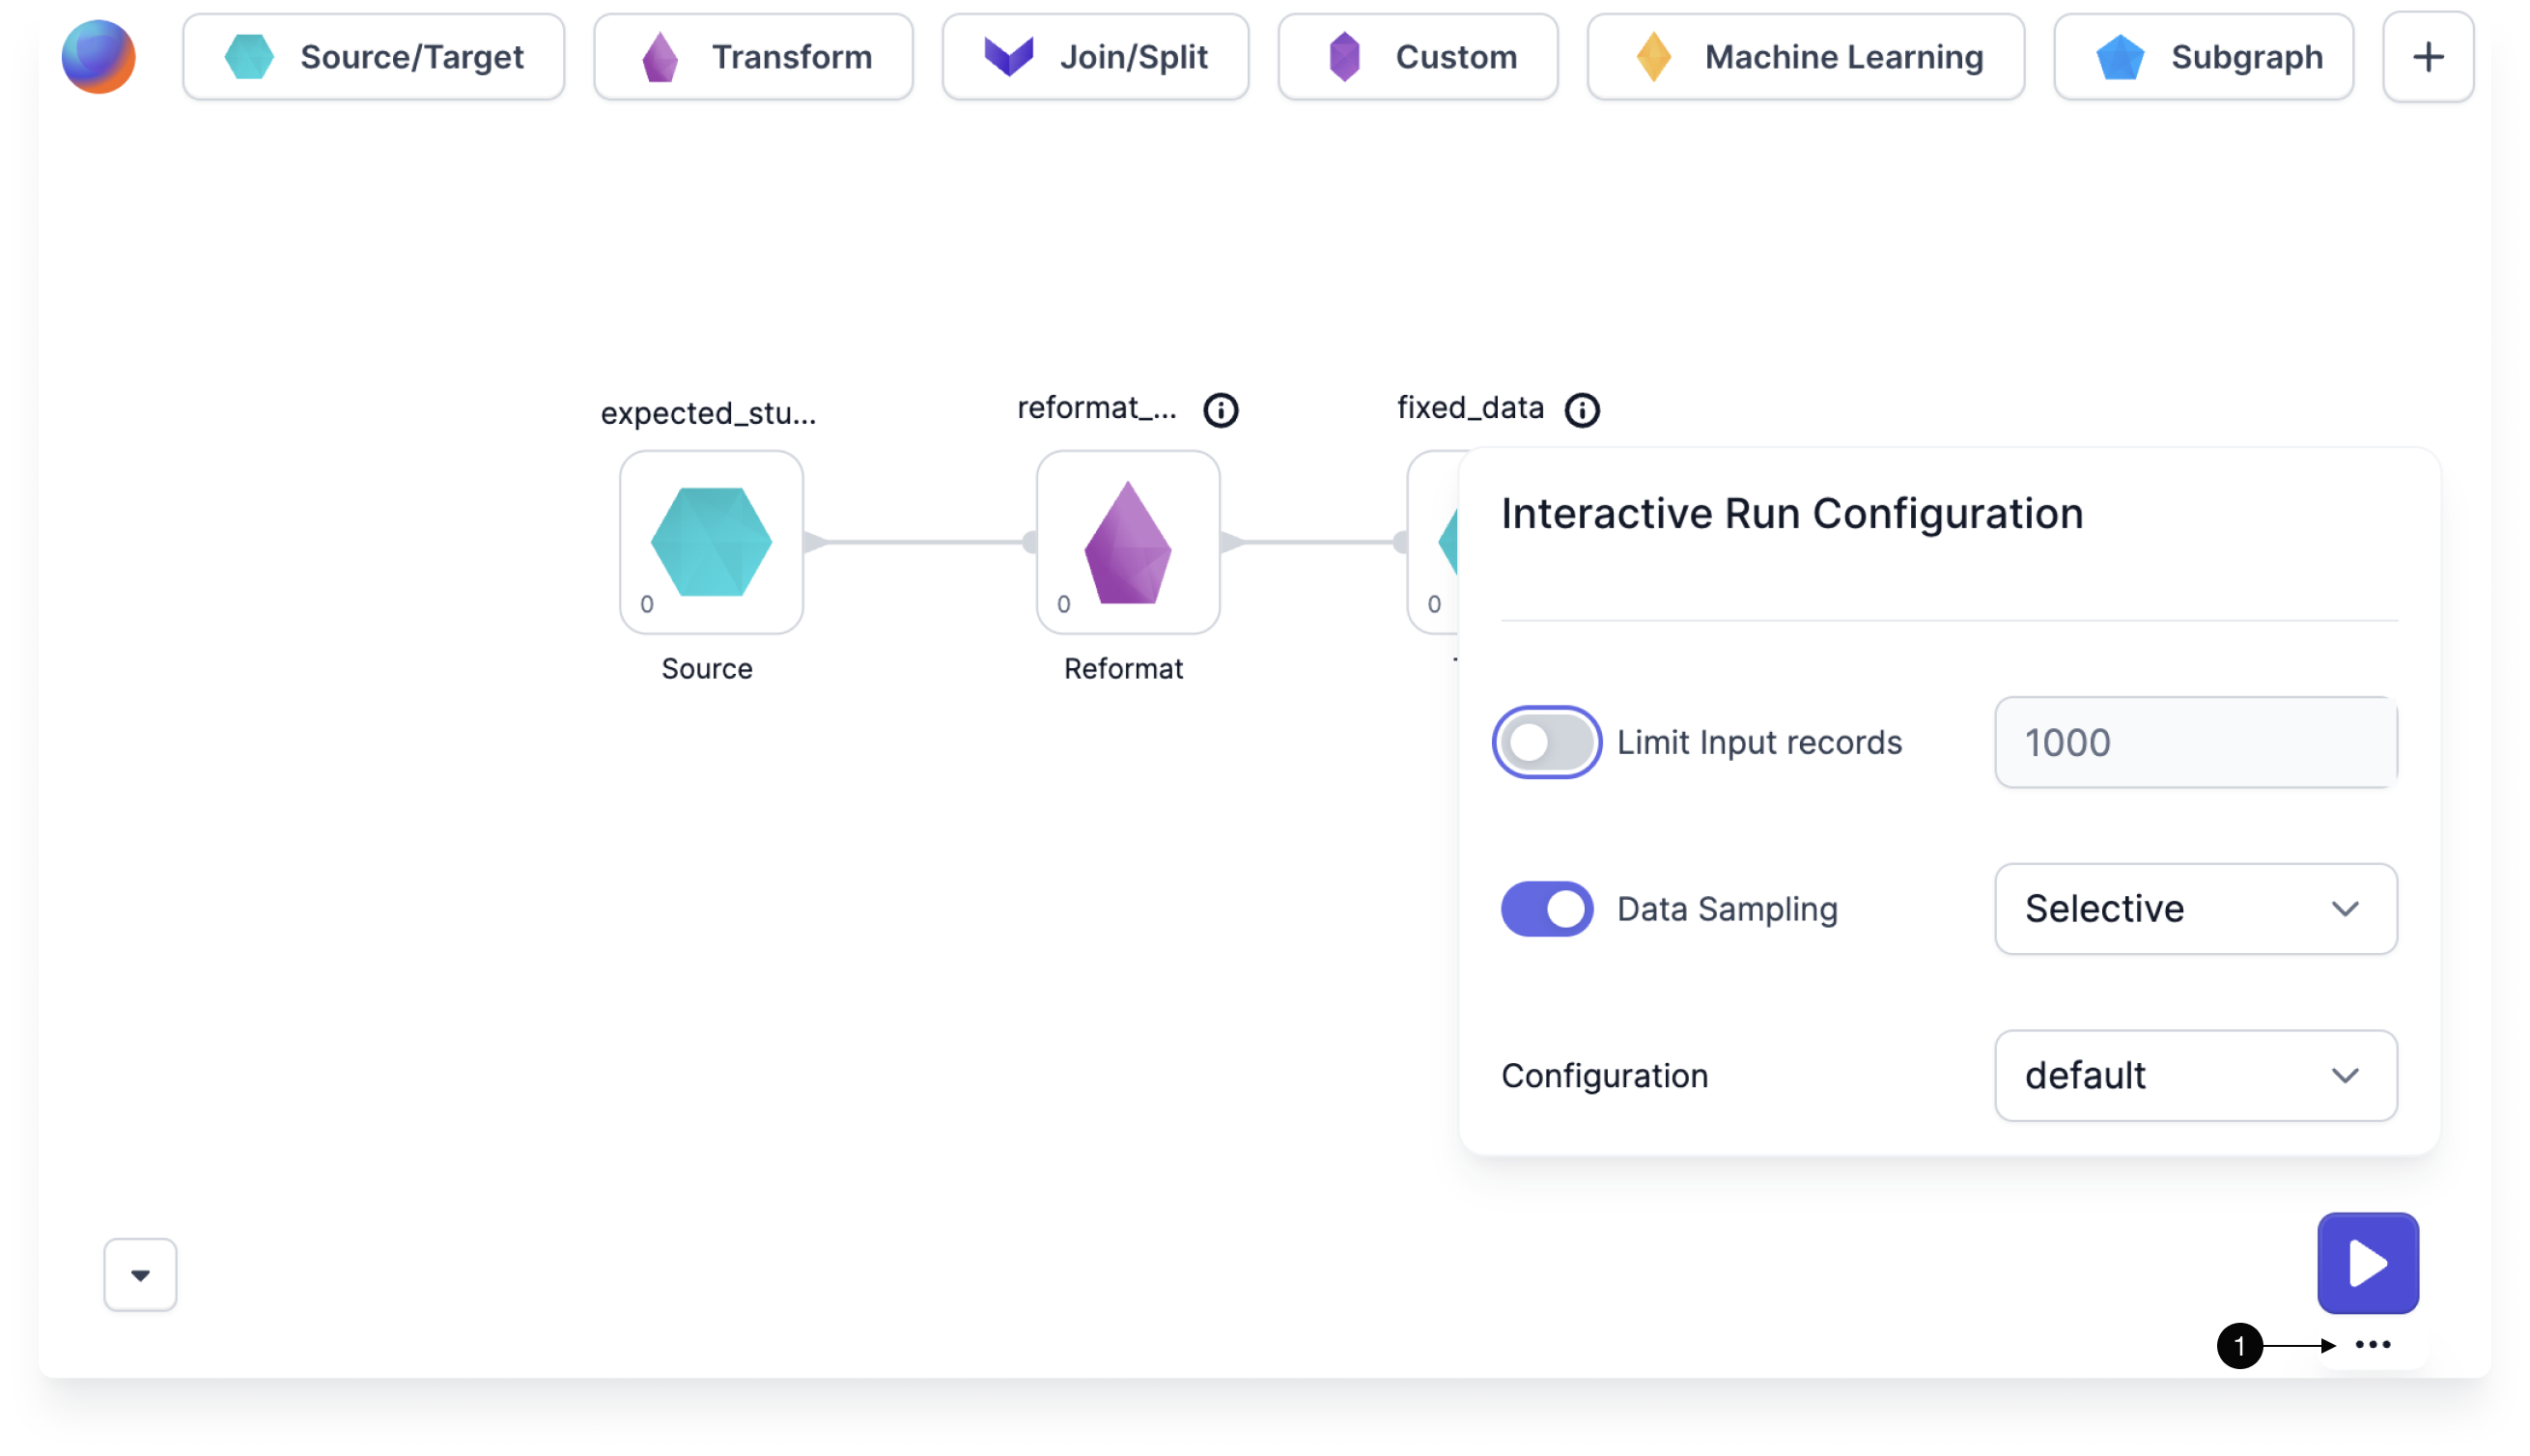 Source/Target
Transform
Join/Split
Custom
Machine Learning
Subgraph
expected_stu...
reformat_...
fixed_data
0
0
0
Source
Reformat
Interactive Run Configuration
Limit Input records
1000
Data Sampling
Selective
Configuration
default
1